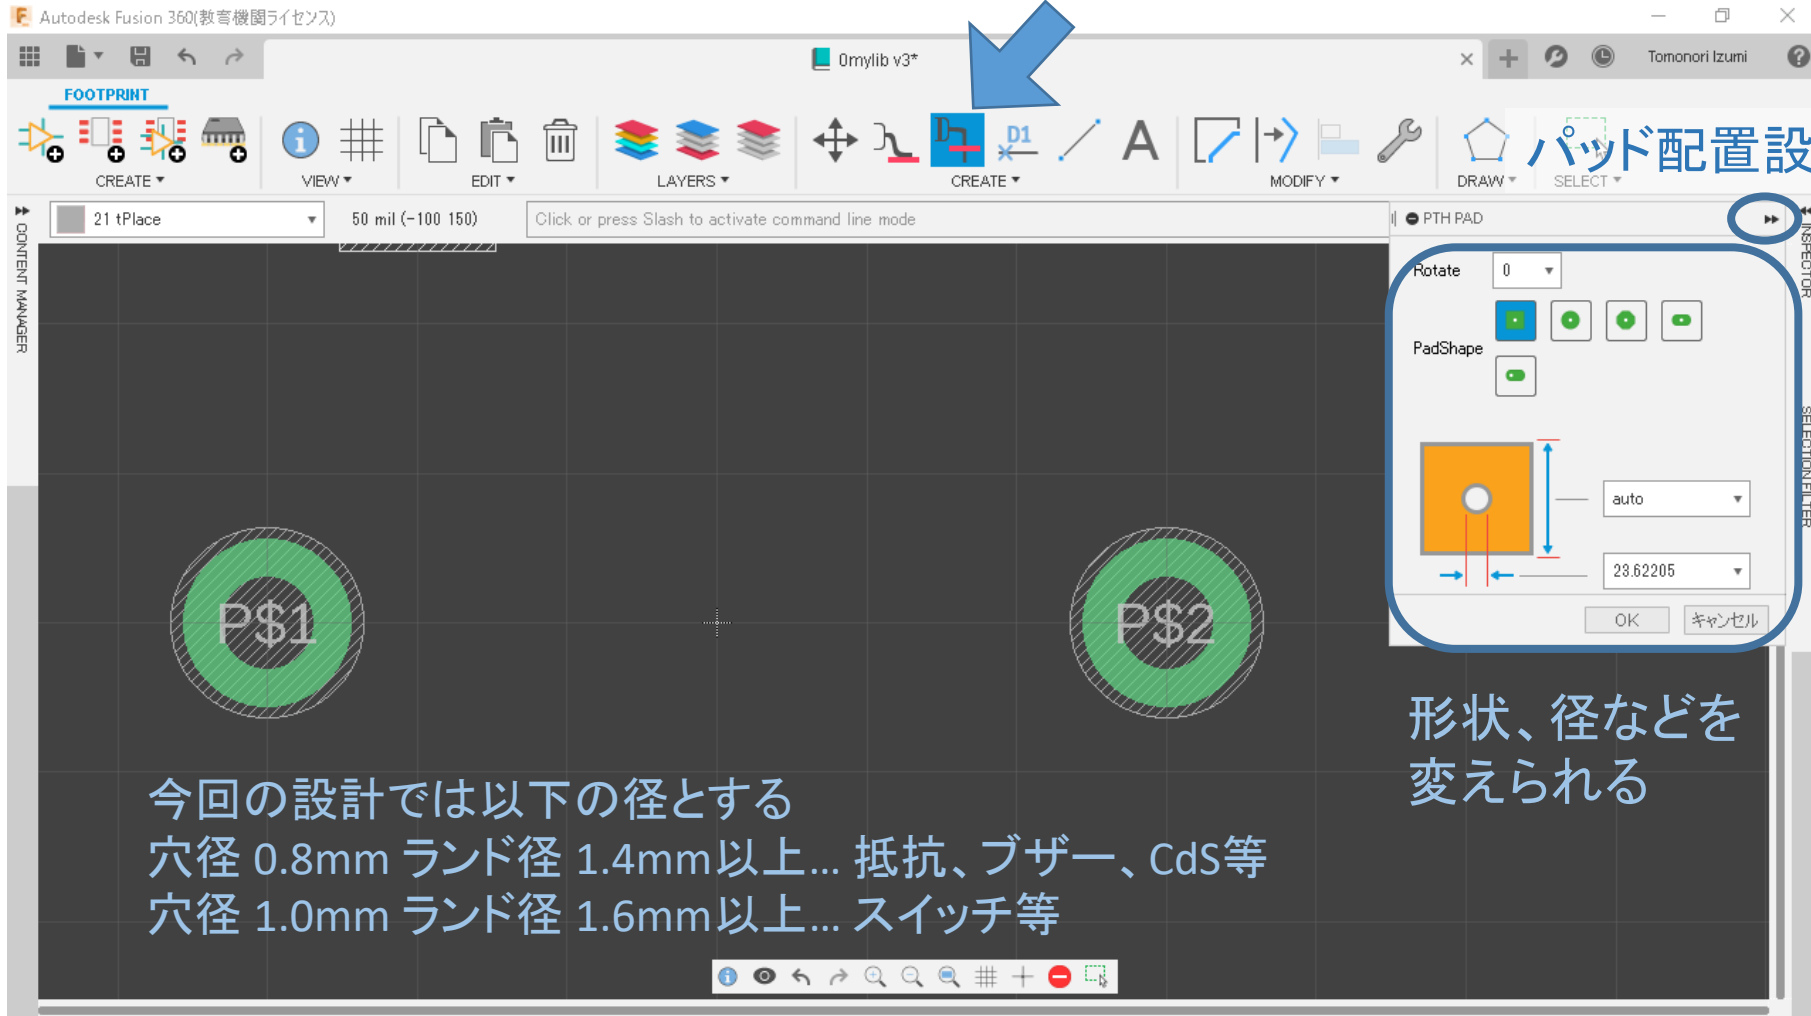 Autodesk Fusion 360(教育機関ライセンス)
0mylib v3*
Tomonori Izumi
FOOTPRINT
D1
パッド配置設
CREATE
VIEW
EDIT
LAYERS
CREATE
MODIFY
DRAW
SELECT
21 tPlace
50 mil (-100 150)
Click or press Slash to activate command line mode
PTH PAD
CONTENT MANAGER
INSPECTOR
SELECTION FILTER
Rotate
0
PadShape
auto
23.62205
OK
キャンセル
P$1
P$2
形状、径などを
変えられる
今回の設計では以下の径とする
穴径 0.8mm ランド径 1.4mm以上... 抵抗、ブザー、CdS等
穴径 1.0mm ランド径 1.6mm以上... スイッチ等